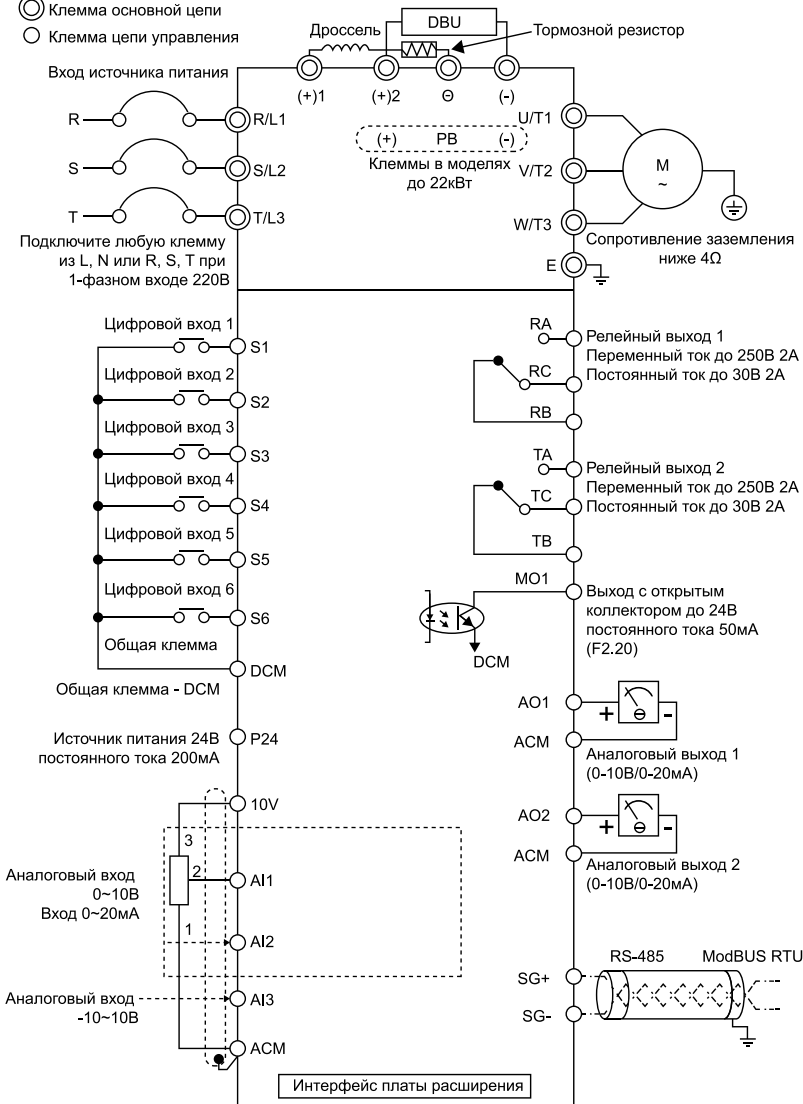 Клемма основной цепи
Клемма цепи управления
Дроссель
DBU
Тормозной резистор
Вход источника питания
(+)1
(+)2
Θ
(-)
R
R/L1
S
S/L2
T
T/L3
(+) PB (-)
Клеммы в моделях
до 22кВт
U/T1
V/T2
W/T3
E
M
~
Подключите любую клемму
из L, N или R, S, T при
1-фазном входе 220В
Сопротивление заземления
ниже 4Ω
Цифровой вход 1
S1
Цифровой вход 2
S2
Цифровой вход 3
S3
Цифровой вход 4
S4
Цифровой вход 5
S5
Цифровой вход 6
S6
Общая клемма
DCM
Общая клемма - DCM
Источник питания 24В
постоянного тока 200мА
P24
10V
3
2
1
Аналоговый вход
0~10В
Вход 0~20мА
AI1
AI2
Аналоговый вход
-10~10В
AI3
ACM
RA
RC
RB
Релейный выход 1
Переменный ток до 250В 2А
Постоянный ток до 30В 2А
TA
TC
TB
Релейный выход 2
Переменный ток до 250В 2А
Постоянный ток до 30В 2А
MO1
DCM
Выход с открытым
коллектором до 24В
постоянного тока 50мА
(F2.20)
AO1
+ Θ -
ACM
Аналоговый выход 1
(0-10В/0-20мА)
AO2
+ Θ -
ACM
Аналоговый выход 2
(0-10В/0-20мА)
RS-485
ModBUS RTU
SG+
SG-
Интерфейс платы расширения